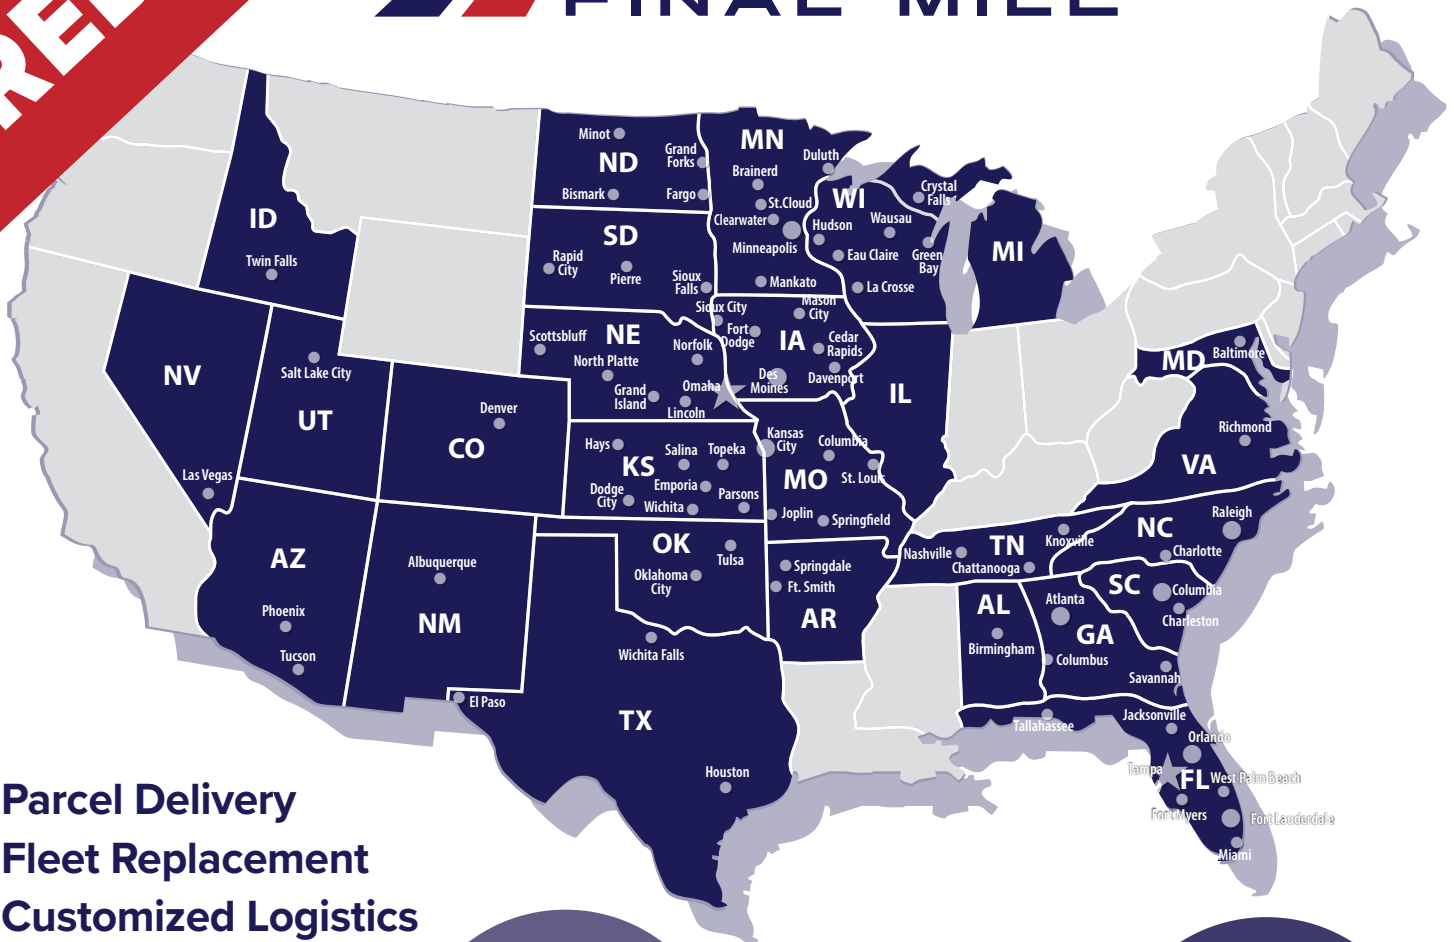 FINAL MILE
MN
Minot
Grand
Forks
ND
Duluth
Brainerd
Bismark
Fargo
Crystal
Falls
WI
St.Cloud
ID
Clearwater
Wausau
Hudson
SD
Minneapolis
MI
Twin Falls
Rapid
City
Eau Claire
Green
Bay
Pierre
Sioux
Falls
Mankato
La Crosse
Sioux City
Mason
City
Scottsbluff
NE
Fort
Dodge
IA
Cedar
Rapids
Norfolk
MD
Baltimore
North Platte
NV
Salt Lake City
Des
Moines
Davenport
Omaha
Grand
Island
IL
Lincoln
Denver
UT
Richmond
CO
Kansas
City
Columbia
Hays
Salina
Topeka
KS
VA
Las Vegas
Emporia
MO
St. Louis
Dodge
City
Parsons
Wichita
Joplin
Springfield
Raleigh
NC
OK
TN
Knoxville
Nashville
Charlotte
AZ
Albuquerque
Tulsa
Springdale
Chattanooga
Oklahoma
City
Ft. Smith
SC
Columbia
AL
Atlanta
Phoenix
NM
AR
Charleston
GA
Birmingham
Tucson
Wichita Falls
Columbus
Savannah
El Paso
TX
Tallahassee
Jacksonville
Orlando
Houston
Tampa
FL
West Palm Beach
Fort Myers
Fort Lauderdale
Miami
Parcel Delivery
Fleet Replacement
Customized Logistics